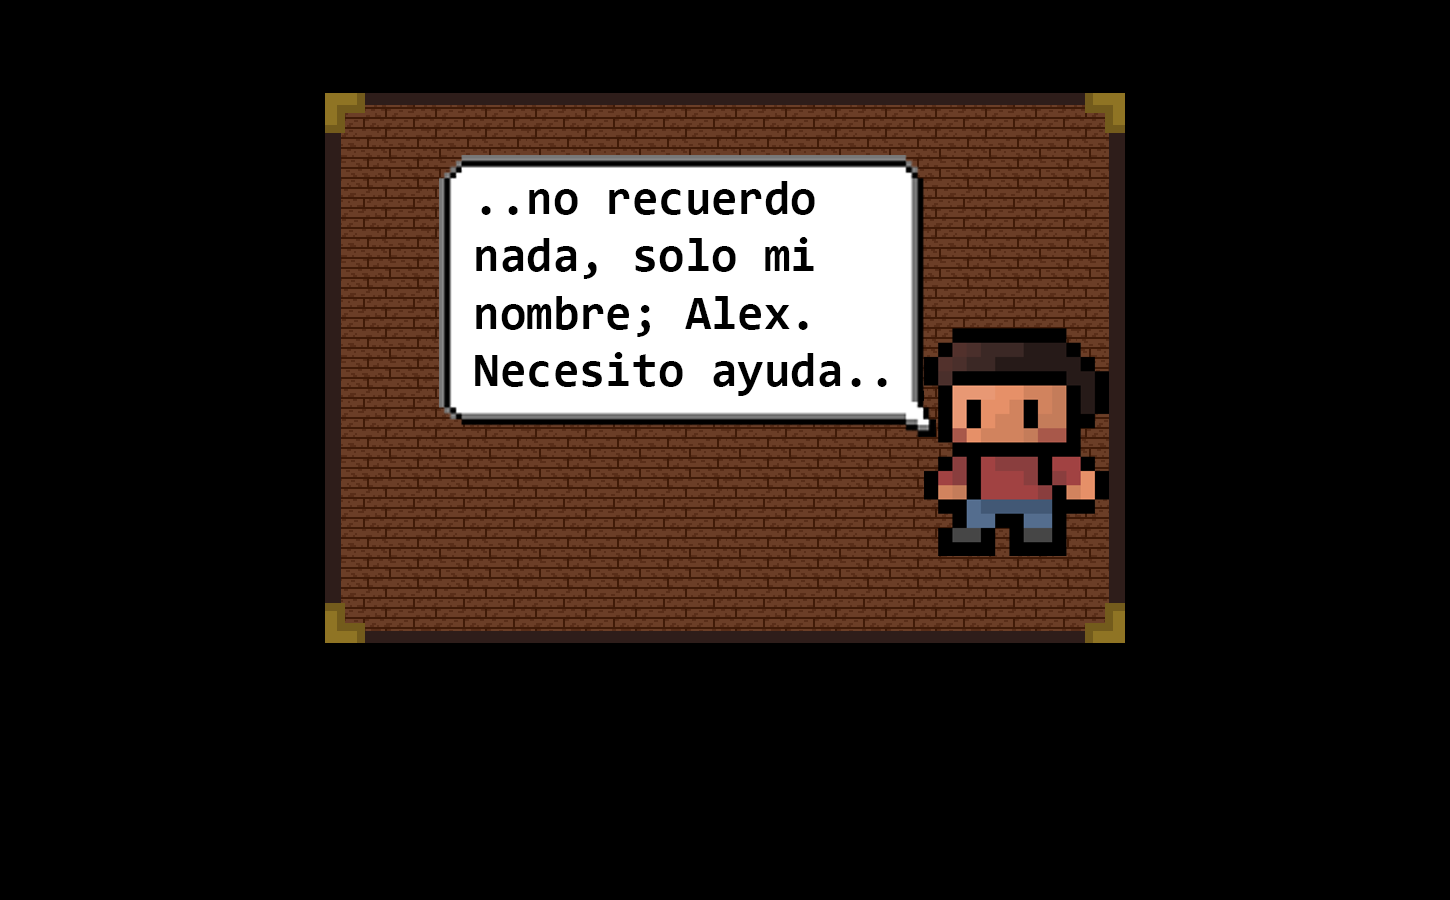 ..no recuerdo
nada, solo mi
nombre; Alex.
Necesito ayuda..